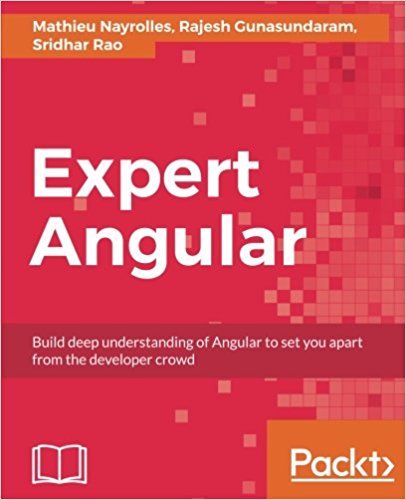 Mathieu Nayrolles, Rajesh Gunasundaram,
Sridhar Rao
Expert
Angular
Build deep understanding of Angular to set you apart
from the developer crowd
Packt>